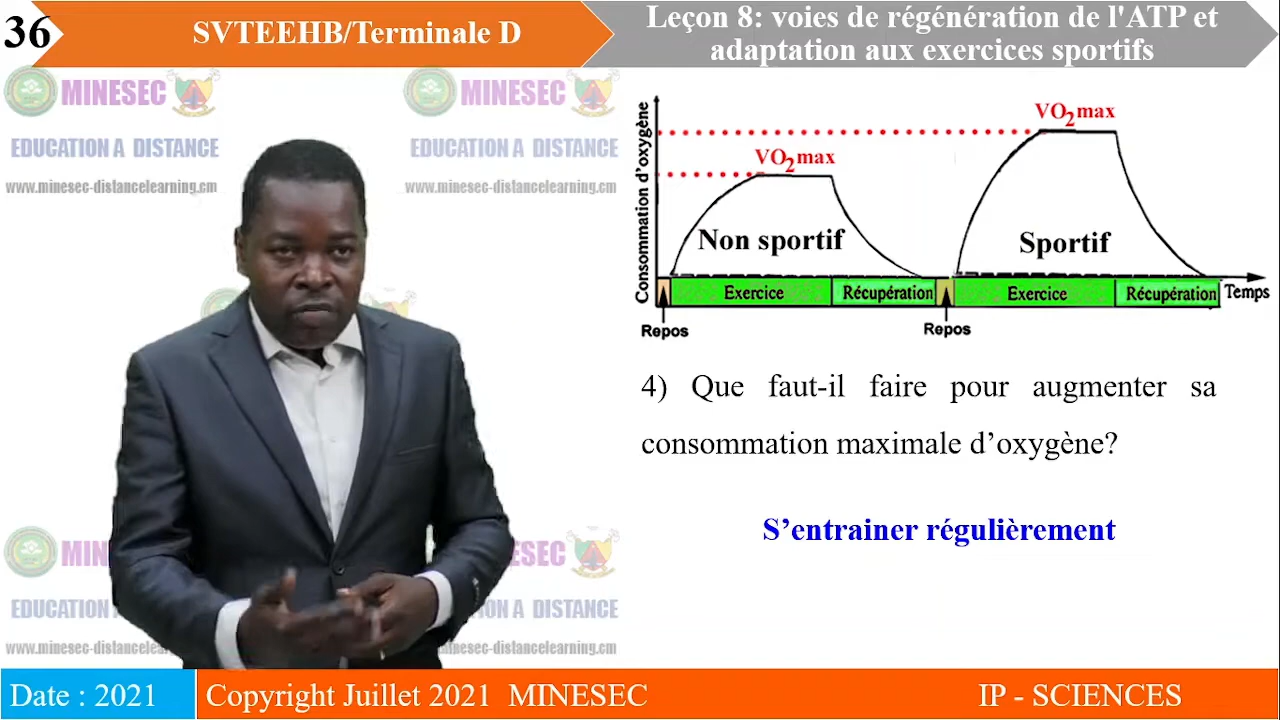 36
SVTEEHB/Terminale D
Leçon 8: voies de régénération de l'ATP et
adaptation aux exercices sportifs
MINESEC
EDUCATION A DISTANCE
www.minesec-distancelearning.cm
MINESEC
EDUCATION A DISTANCE
www.minesec-distancelearning.cm
Consommation d'oxygène
VO2max
Non sportif
VO2max
Sportif
Exercice
Récupération
Exercice
Récupération
Temps
Repos
Repos
4) Que faut-il faire pour augmenter sa
consommation maximale d’oxygène?
S’entrainer régulièrement
Date : 2021
Copyright Juillet 2021 MINESEC
IP - SCIENCES